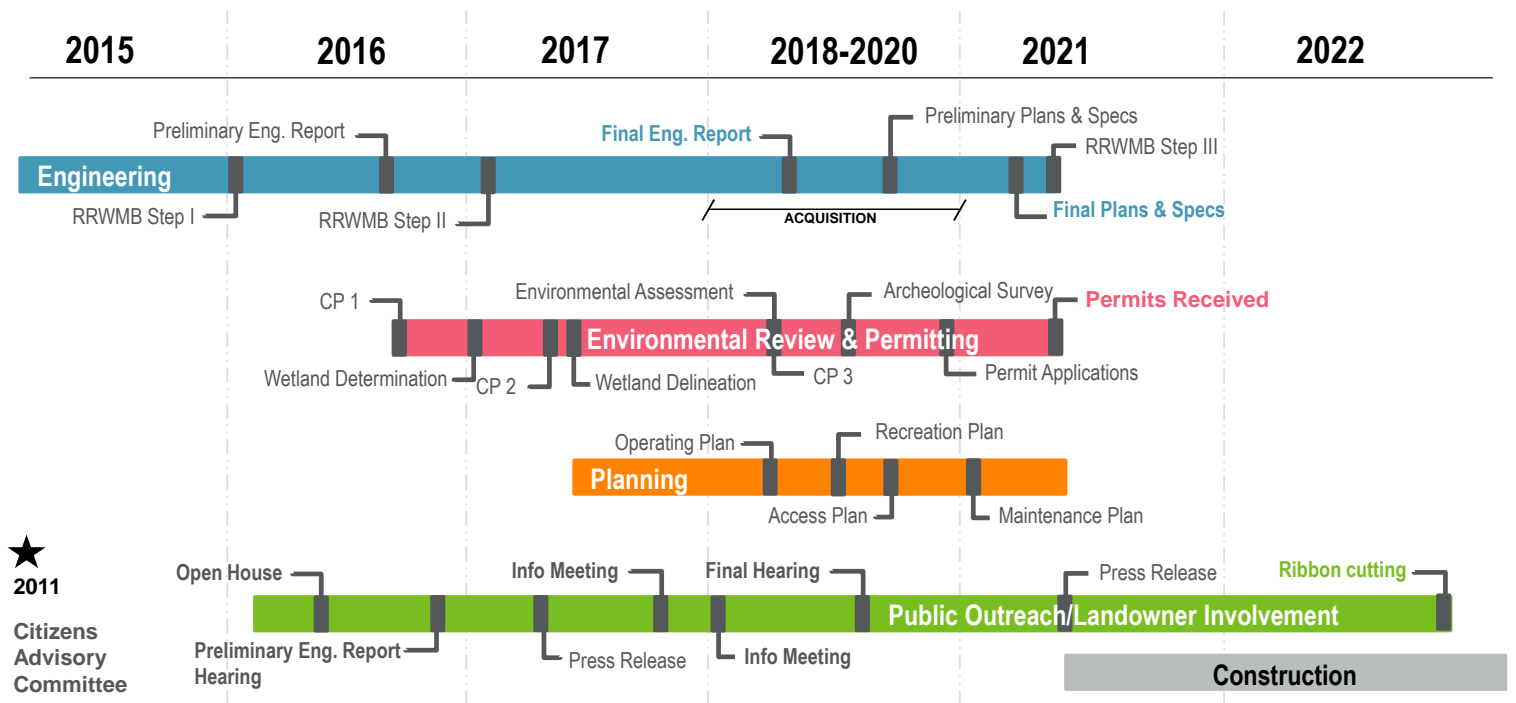 2015
2016
2017
2018-2020
2021
2022
Preliminary Eng. Report
Final Eng. Report
Preliminary Plans & Specs
RRWMB Step III
Engineering
RRWMB Step I
RRWMB Step II
ACQUISITION
Final Plans & Specs
CP 1
Environmental Assessment
Archeological Survey
Permits Received
Environmental Review & Permitting
Wetland Determination
CP 2
Wetland Delineation
CP 3
Permit Applications
Operating Plan
Recreation Plan
Planning
Access Plan
Maintenance Plan
2011
Citizens
Advisory
Committee
Open House
Info Meeting
Final Hearing
Press Release
Ribbon cutting
Public Outreach/Landowner Involvement
Preliminary Eng. Report
Hearing
Press Release
Info Meeting
Construction